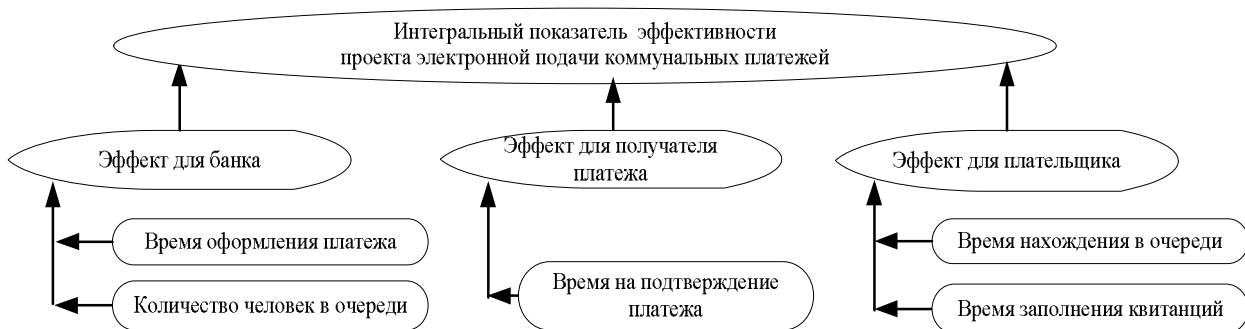 Интегральный показатель эффективности
проекта электронной подачи коммунальных платежей
Эффект для банка
Эффект для получателя
платежа
Эффект для плательщика
Время оформления платежа
Количество человек в очереди
Время на подтверждение
платежа
Время нахождения в очереди
Время заполнения квитанций